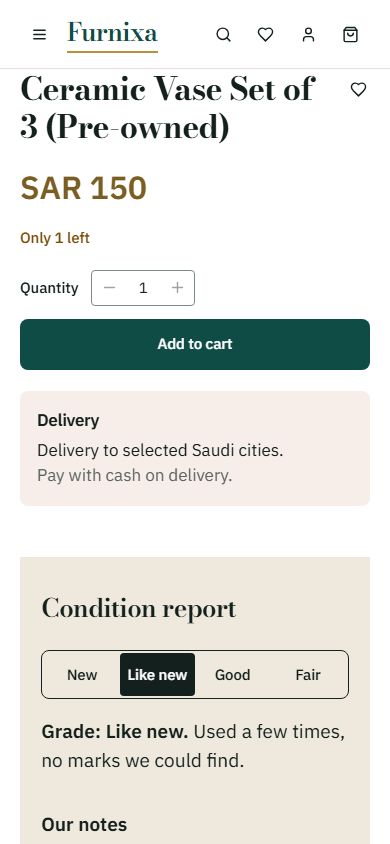 Furnixa
Ceramic Vase Set of
3 (Pre-owned)
SAR 150
Only 1 left
Quantity 1
Add to cart
Delivery
Delivery to selected Saudi cities.
Pay with cash on delivery.
Condition report
New Like new Good Fair
Grade: Like new. Used a few times,
no marks we could find.
Our notes